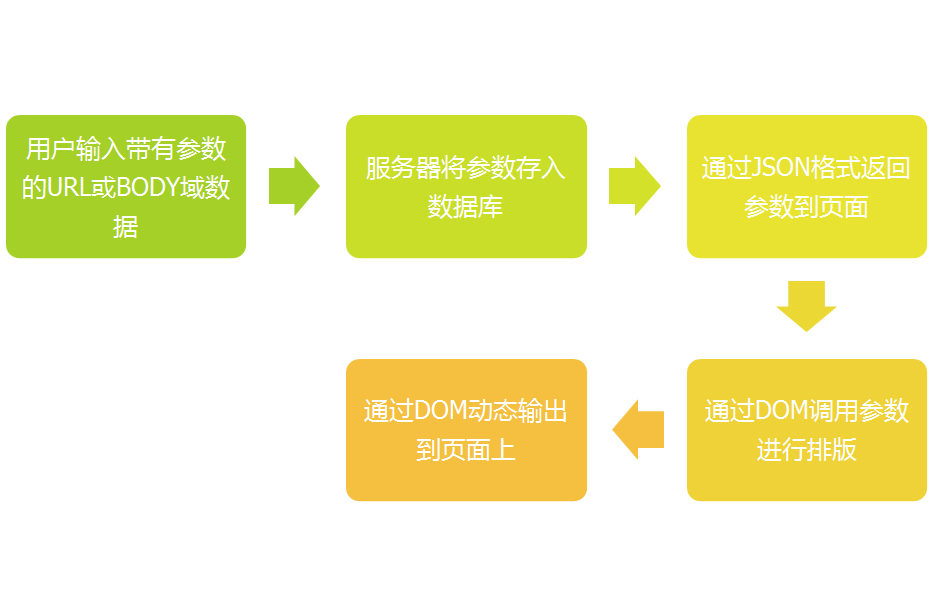 用户输入带有参数
的URL或BODY域数
据
服务器将参数存入
数据库
通过JSON格式返回
参数到页面
通过DOM调用参数
进行排版
通过DOM动态输出
到页面上